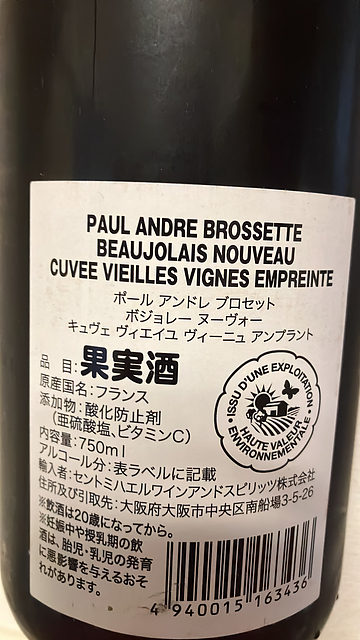 PAUL ANDRE BROSSETTE
BEAUJOLAIS NOUVEAU
CUVEE VIEILLES VIGNES EMPREINTE
ポール アンドレ ブロセット
ボジョレー ヌーヴォー
キュヴェ ヴィエイユ ヴィーニュ アンプラント
品 目:果実酒
原産国名:フランス
添加物:酸化防止剤
(亜硫酸塩、ビタミンC)
内容量:750ml
アルコール分:表ラベルに記載
輸入者:セントミハエルワインアンドスピリッツ株式会社
住所及び引取先:大阪府大阪市中央区南船場3-5-26
※飲酒は20歳になってから。
※妊娠中や授乳期の飲
酒は、胎児・乳児の発育
に悪影響を与えるおそ
れがあります。
ISSU D'UNE EXPLOITATION
HAUTE VALEUR
ENVIRONNEMENTALE
4 940015 163436